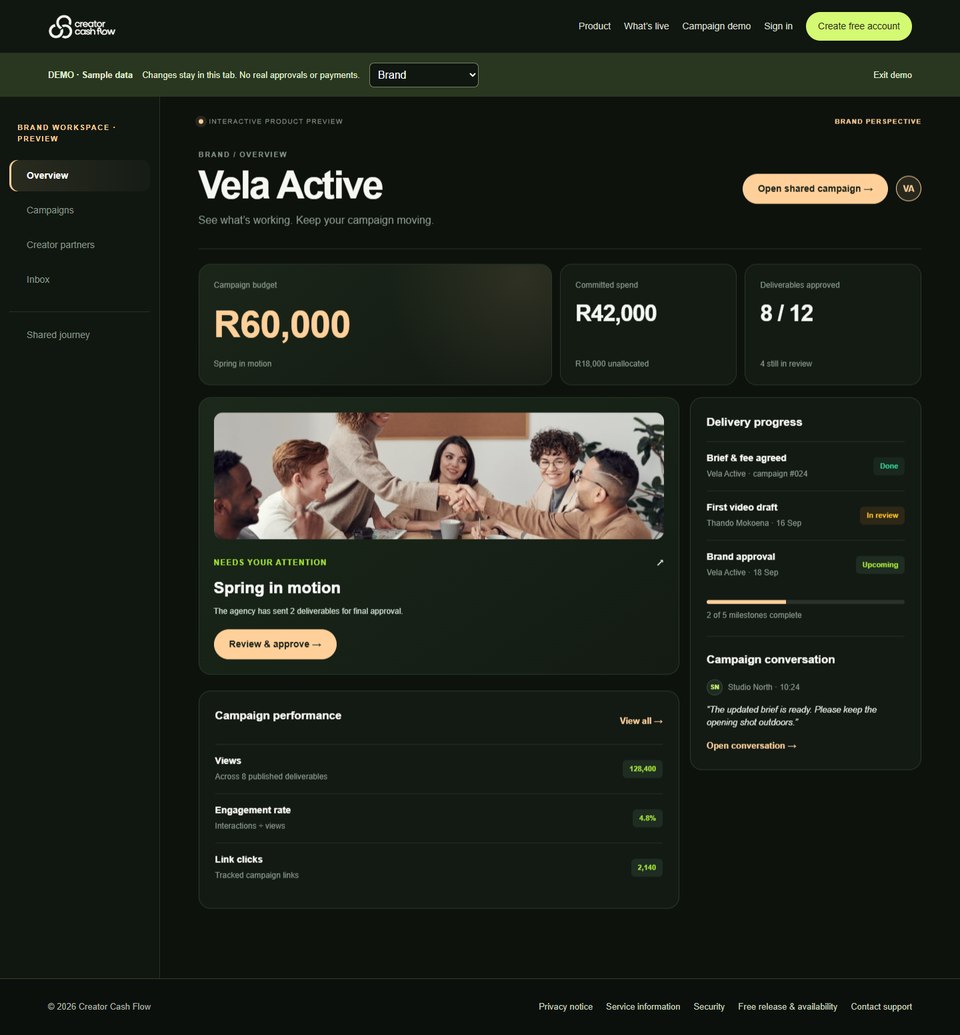 creator
cash flow
Product
What's live
Campaign demo
Sign in
Create free account
DEMO · Sample data
Changes stay in this tab. No real approvals or payments.
Brand
Exit demo
BRAND WORKSPACE ·
PREVIEW
Overview
Campaigns
Creator partners
Inbox
Shared journey
INTERACTIVE PRODUCT PREVIEW
BRAND PERSPECTIVE
BRAND / OVERVIEW
Vela Active
See what's working. Keep your campaign moving.
Open shared campaign →
VA
Campaign budget
R60,000
Spring in motion
Committed spend
R42,000
R18,000 unallocated
Deliverables approved
8 / 12
4 still in review
NEEDS YOUR ATTENTION
↗
Spring in motion
The agency has sent 2 deliverables for final approval.
Review & approve →
Delivery progress
Brief & fee agreed
Vela Active · campaign #024
Done
First video draft
Thando Mokoena · 16 Sep
In review
Brand approval
Vela Active · 18 Sep
Upcoming
2 of 5 milestones complete
Campaign conversation
SN
Studio North · 10:24
"The updated brief is ready. Please keep the
opening shot outdoors."
Open conversation →
Campaign performance
View all →
Views
Across 8 published deliverables
128,400
Engagement rate
Interactions ÷ views
4.8%
Link clicks
Tracked campaign links
2,140
© 2026 Creator Cash Flow
Privacy notice
Service information
Security
Free release & availability
Contact support